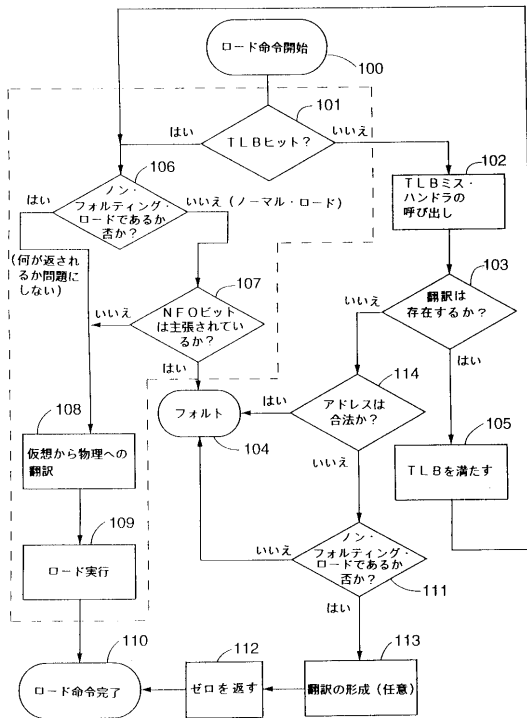 ロード命令開始
100
101
はい
TLBヒット?
いいえ
106
102
はい
ノン・
フォルティング・
ロードであるか
否か?
いいえ(ノーマル・ロード)
TLBミス・
ハンドラの
呼び出し
(何が返され
るか問題に
しない)
107
103
いいえ
NFOビット
は主張されてい
るか?
いいえ
翻訳は
存在するか?
はい
はい
114
108
フォルト
104
はい
アドレスは
合法か?
105
仮想から物理への
翻訳
いいえ
TLBを満たす
109
ロード実行
いいえ
ノン・
フォルティング・
ロードであるか
否か?
111
はい
110
112
113
ロード命令完了
ゼロを返す
翻訳の形成(任意)